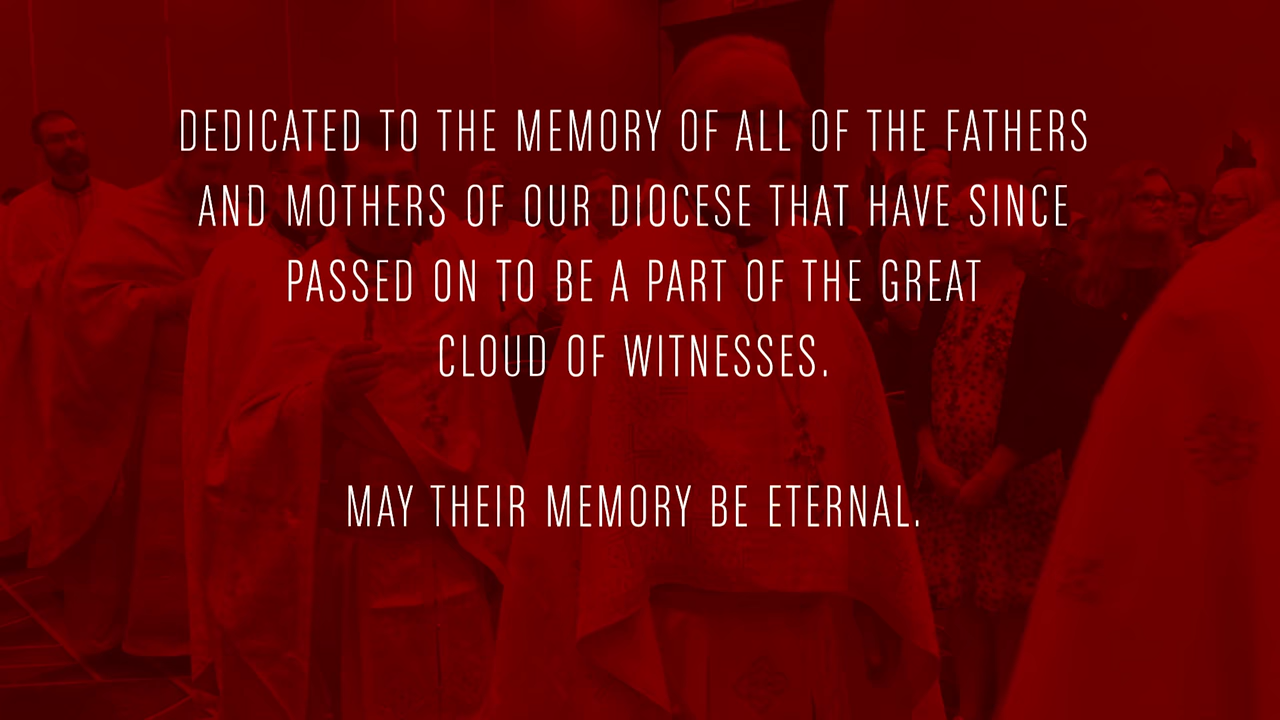 DEDICATED TO THE MEMORY OF ALL OF THE FATHERS
AND MOTHERS OF OUR DIOCESE THAT HAVE SINCE
PASSED ON TO BE A PART OF THE GREAT
CLOUD OF WITNESSES.
MAY THEIR MEMORY BE ETERNAL.